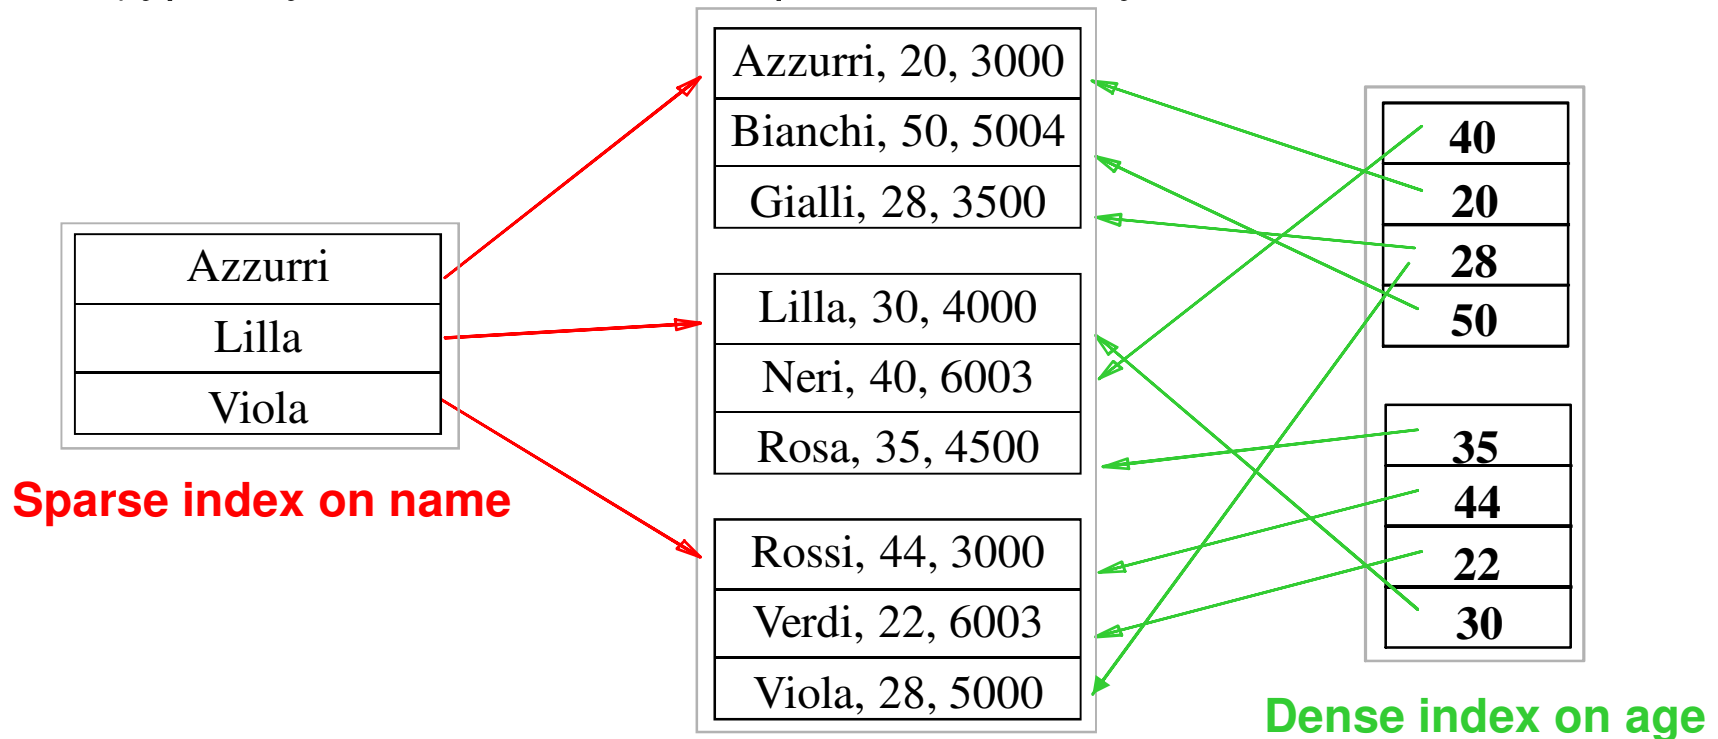 Azzurri
Lilla
Viola
Sparse index on name
Azzurri, 20, 3000
Bianchi, 50, 5004
Gialli, 28, 3500
Lilla, 30, 4000
Neri, 40, 6003
Rosa, 35, 4500
Rossi, 44, 3000
Verdi, 22, 6003
Viola, 28, 5000
40
20
28
50
35
44
22
30
Dense index on age